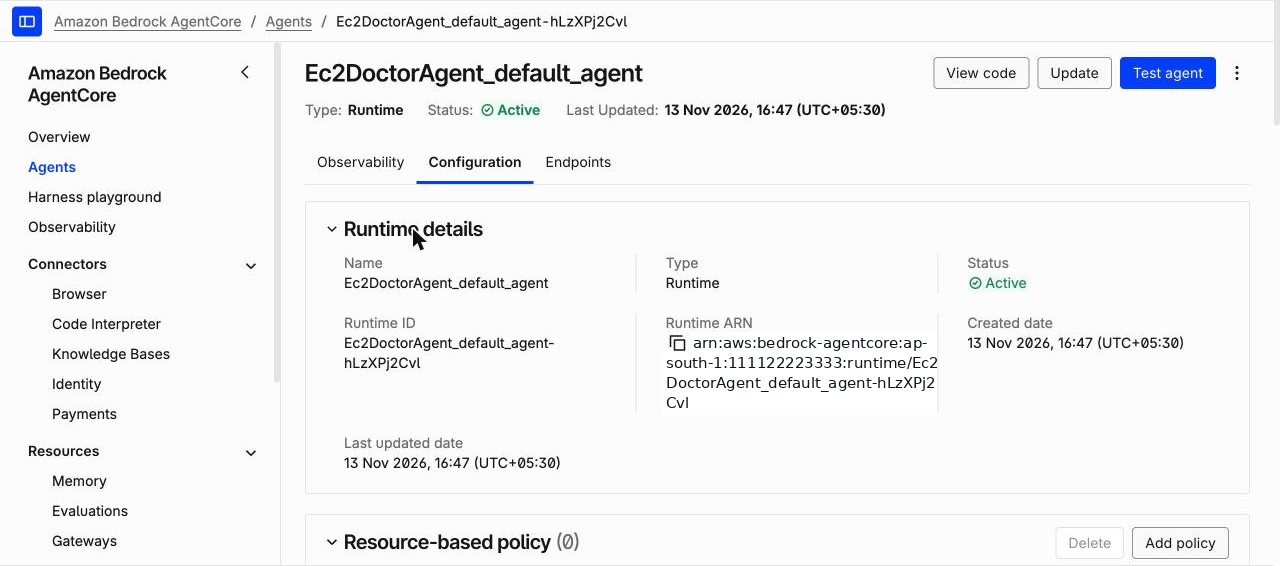 Amazon Bedrock AgentCore / Agents / Ec2DoctorAgent_default_agent-hLzXPj2Cvl
Amazon Bedrock
AgentCore
Overview
Agents
Harness playground
Observability
Connectors
Browser
Code Interpreter
Knowledge Bases
Identity
Payments
Resources
Memory
Evaluations
Gateways
Ec2DoctorAgent_default_agent
View code
Update
Test agent
Type: Runtime Status: Active Last Updated: 13 Nov 2026, 16:47 (UTC+05:30)
Observability Configuration Endpoints
Runtime details
Name
Ec2DoctorAgent_default_agent
Type
Runtime
Status
Active
Runtime ID
Ec2DoctorAgent_default_agent-
hLzXPj2Cvl
Runtime ARN
arn:aws:bedrock-agentcore:ap-
south-1:111122223333:runtime/Ec2
DoctorAgent_default_agent-hLzXPj2
Cvl
Created date
13 Nov 2026, 16:47 (UTC+05:30)
Last updated date
13 Nov 2026, 16:47 (UTC+05:30)
Resource-based policy (0)
Delete
Add policy